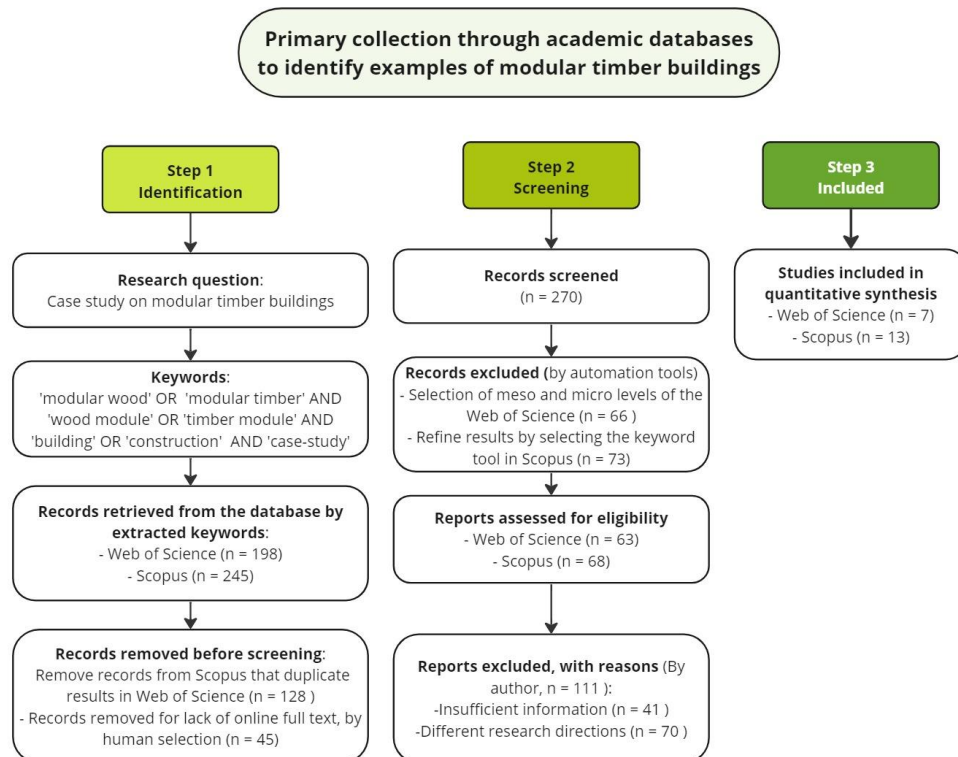 Primary collection through academic databases
to identify examples of modular timber buildings
Step 1
Identification
Research question:
Case study on modular timber buildings
Keywords:
'modular wood' OR 'modular timber' AND
'wood module' OR 'timber module' AND
'building' OR 'construction' AND 'case-study'
Records retrieved from the database by
extracted keywords:
- Web of Science (n = 198)
- Scopus (n = 245)
Records removed before screening:
Remove records from Scopus that duplicate
results in Web of Science (n = 128 )
- Records removed for lack of online full text, by
human selection (n = 45)
Step 2
Screening
Records screened
(n = 270)
Records excluded (by automation tools)
- Selection of meso and micro levels of the
Web of Science (n = 66 )
- Refine results by selecting the keyword
tool in Scopus (n = 73)
Reports assessed for eligibility
- Web of Science (n = 63)
- Scopus (n = 68)
Reports excluded, with reasons (By
author, n = 111 ):
-Insufficient information (n = 41 )
-Different research directions (n = 70 )
Step 3
Included
Studies included in
quantitative synthesis
- Web of Science (n = 7)
- Scopus (n = 13)